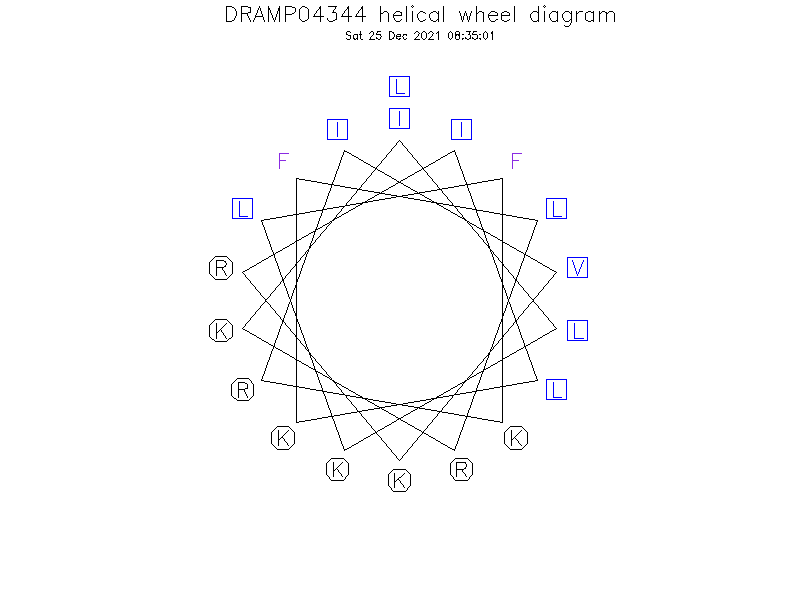 DRAMP04344 helical wheel diagram
Sat 25 Dec 2021 08:35:01
L
I I I
F F
L L
R V
K L
R L
K K
K R
K